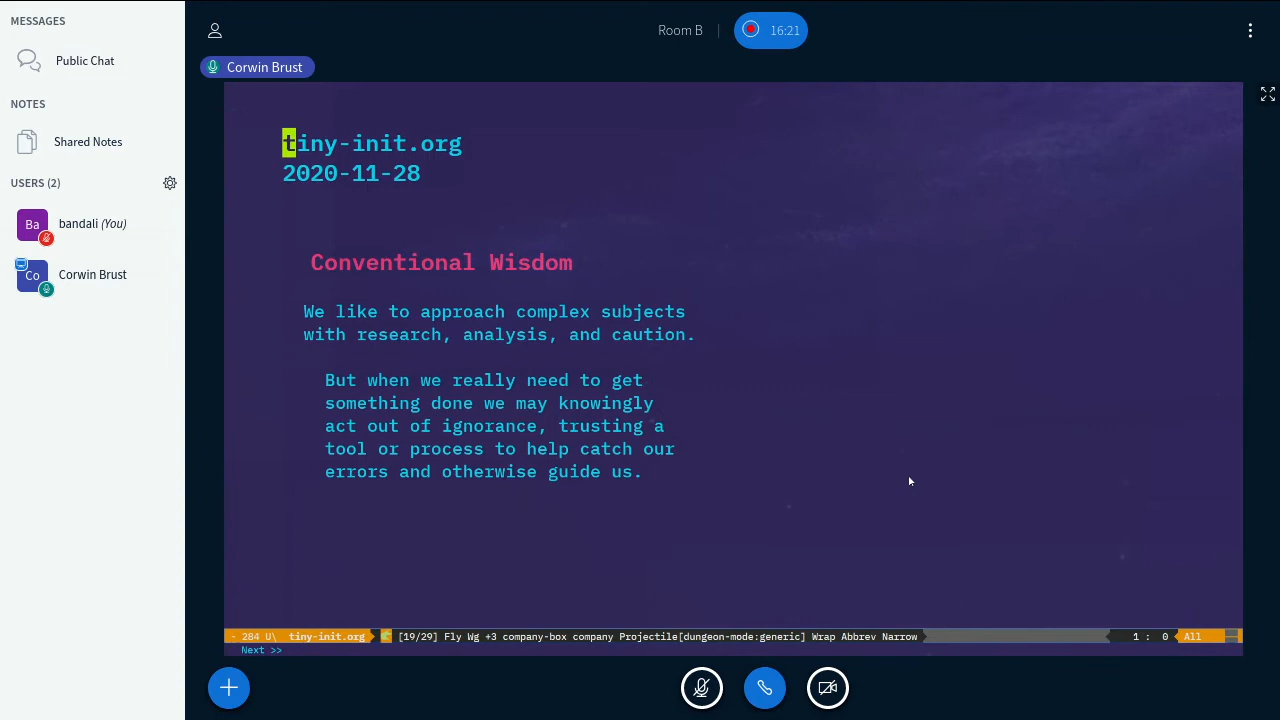 MESSAGES
Public Chat
NOTES
Shared Notes
USERS (2)
Ba
bandali (You)
Co
Corwin Brust
Room B
16:21
Corwin Brust
tiny-init.org
2020-11-28
Conventional Wisdom
We like to approach complex subjects
with research, analysis, and caution.
But when we really need to get
something done we may knowingly
act out of ignorance, trusting a
tool or process to help catch our
errors and otherwise guide us.
- 284 U\ tiny-init.org [19/29] Fly Wg +3 company-box company Projectile[dungeon-mode:generic] Wrap Abbrev Narrow 1 : 0 All
Next >>